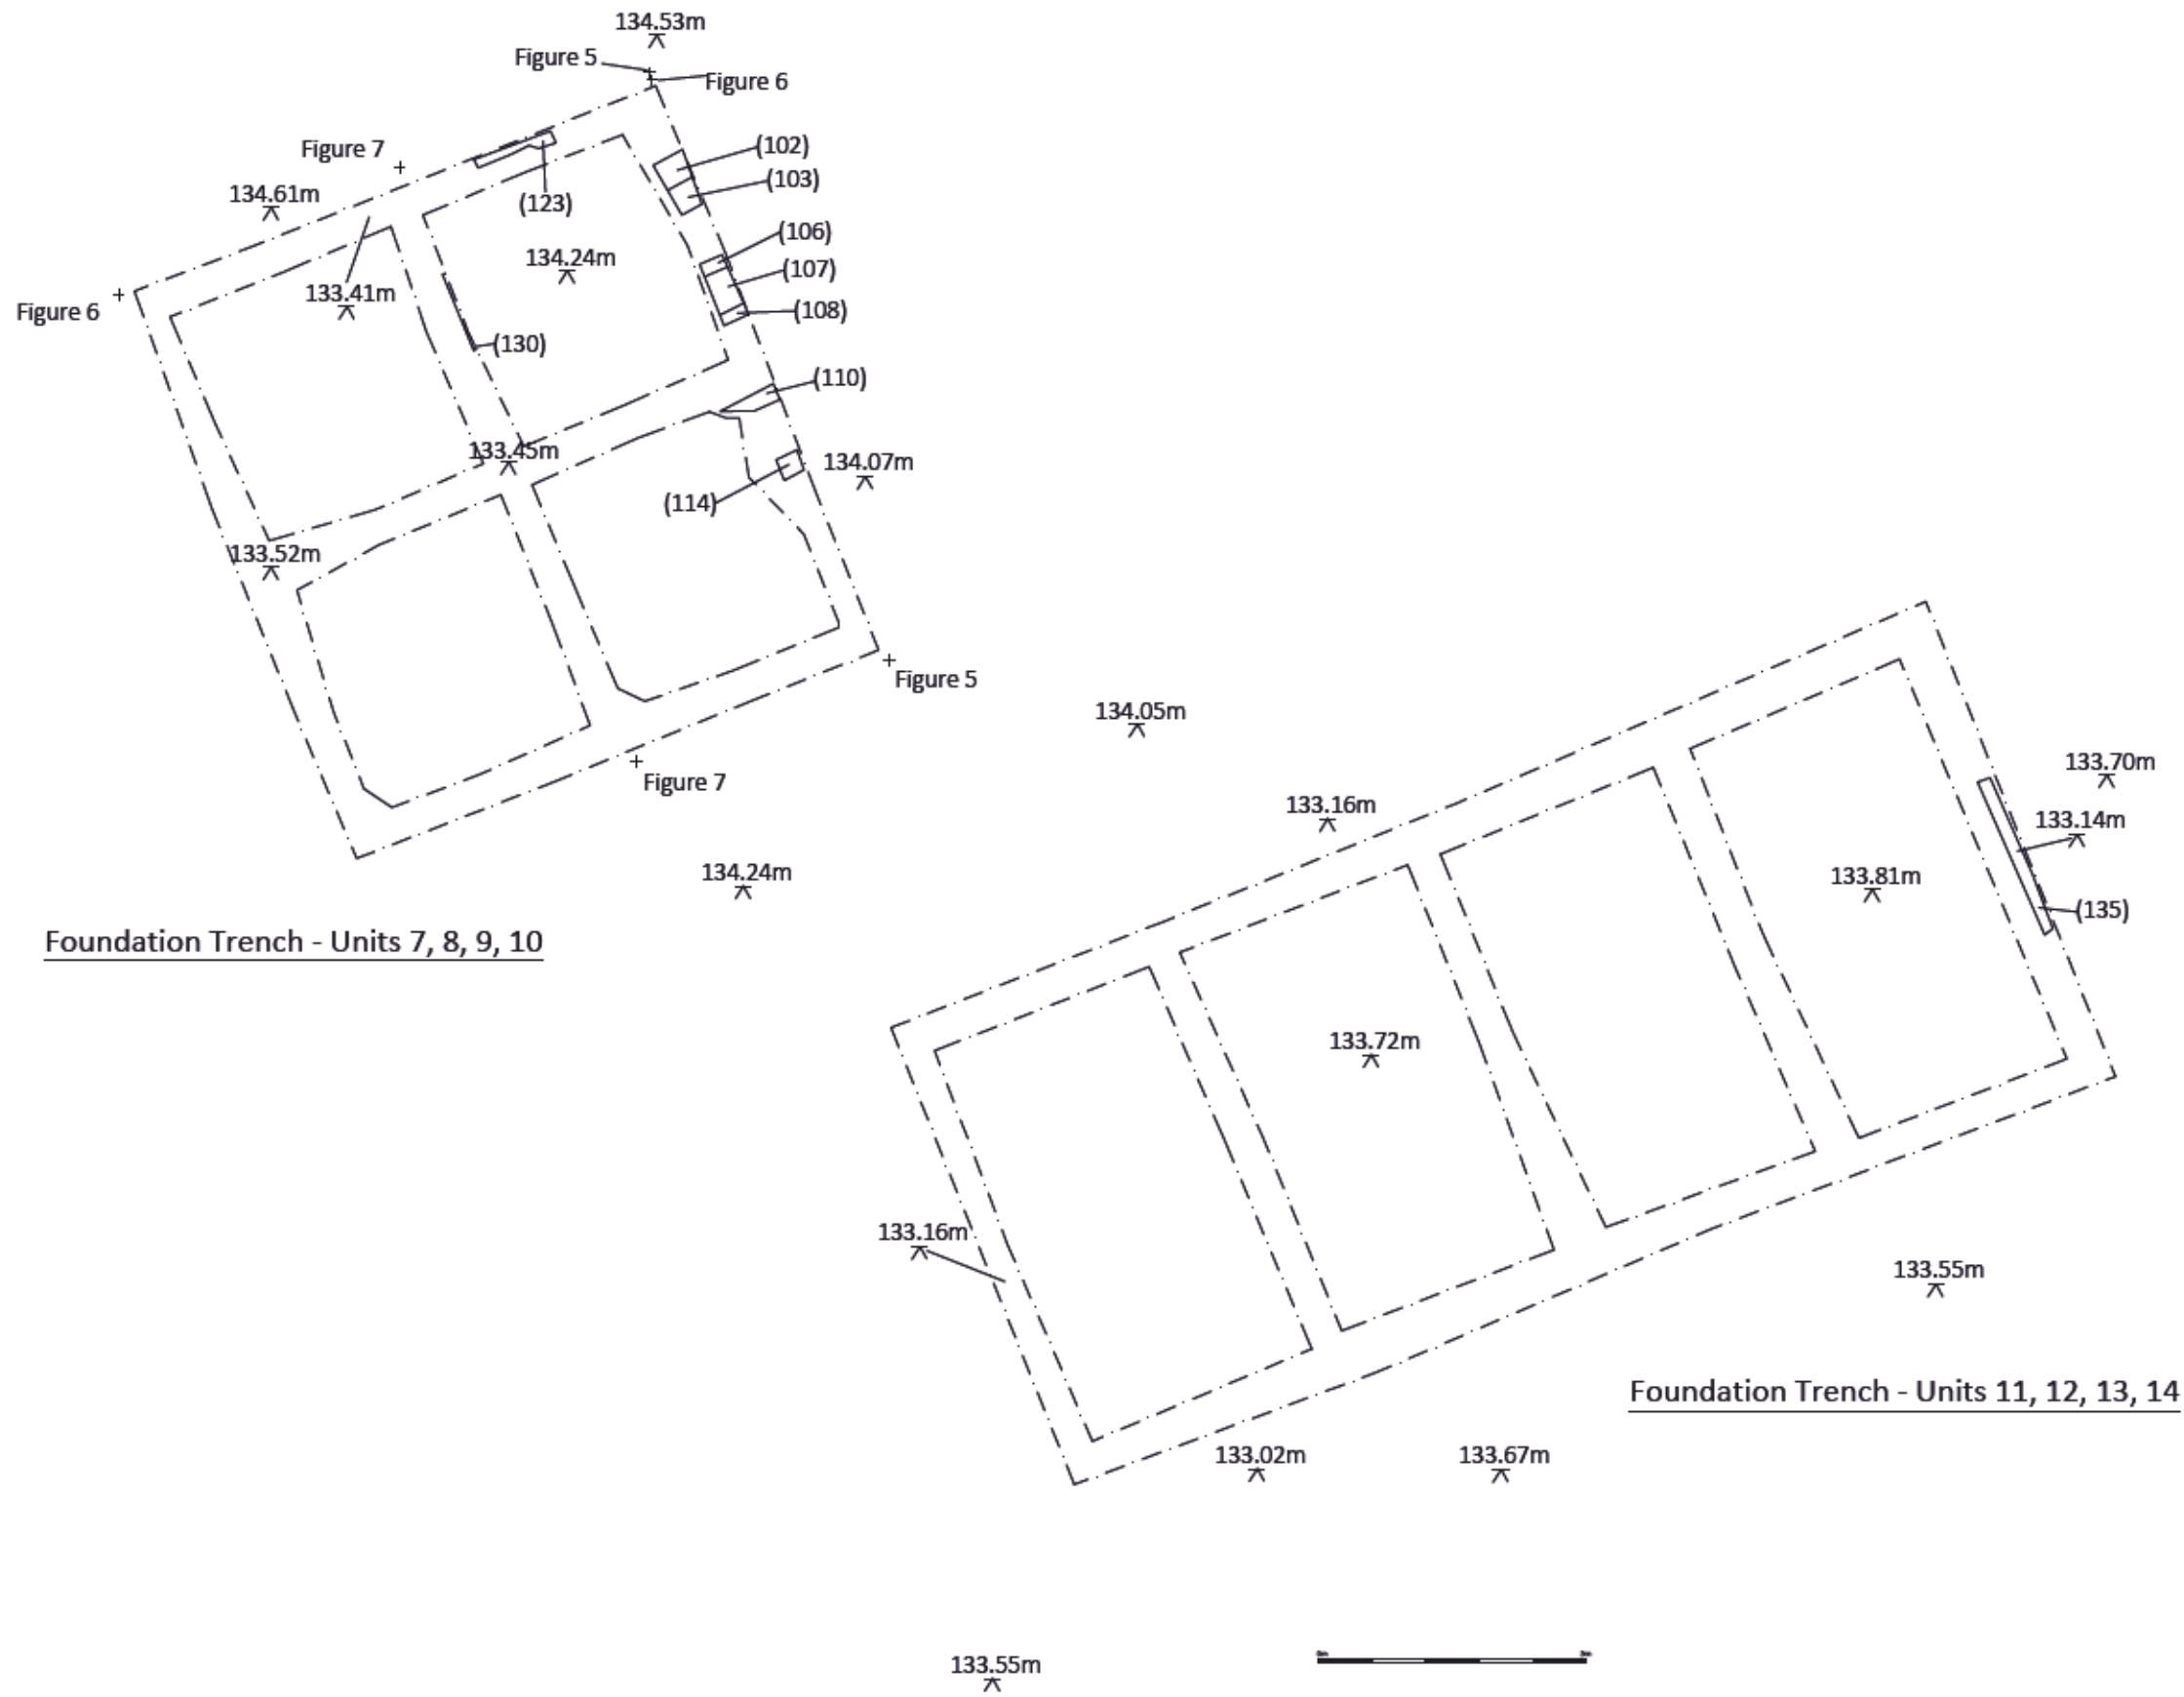 134.53m
Figure 5
Figure 6
Figure 7
(102)
(103)
134.61m
(123)
(106)
134.24m
(107)
133.41m
Figure 6
(108)
(130)
(110)
133.45m
134.07m
(114)
133.52m
Figure 5
134.05m
Figure 7
133.70m
133.16m
133.14m
134.24m
133.81m
(135)
Foundation Trench - Units 7, 8, 9, 10
133.72m
133.16m
133.55m
Foundation Trench - Units 11, 12, 13, 14
133.02m
133.67m
133.55m